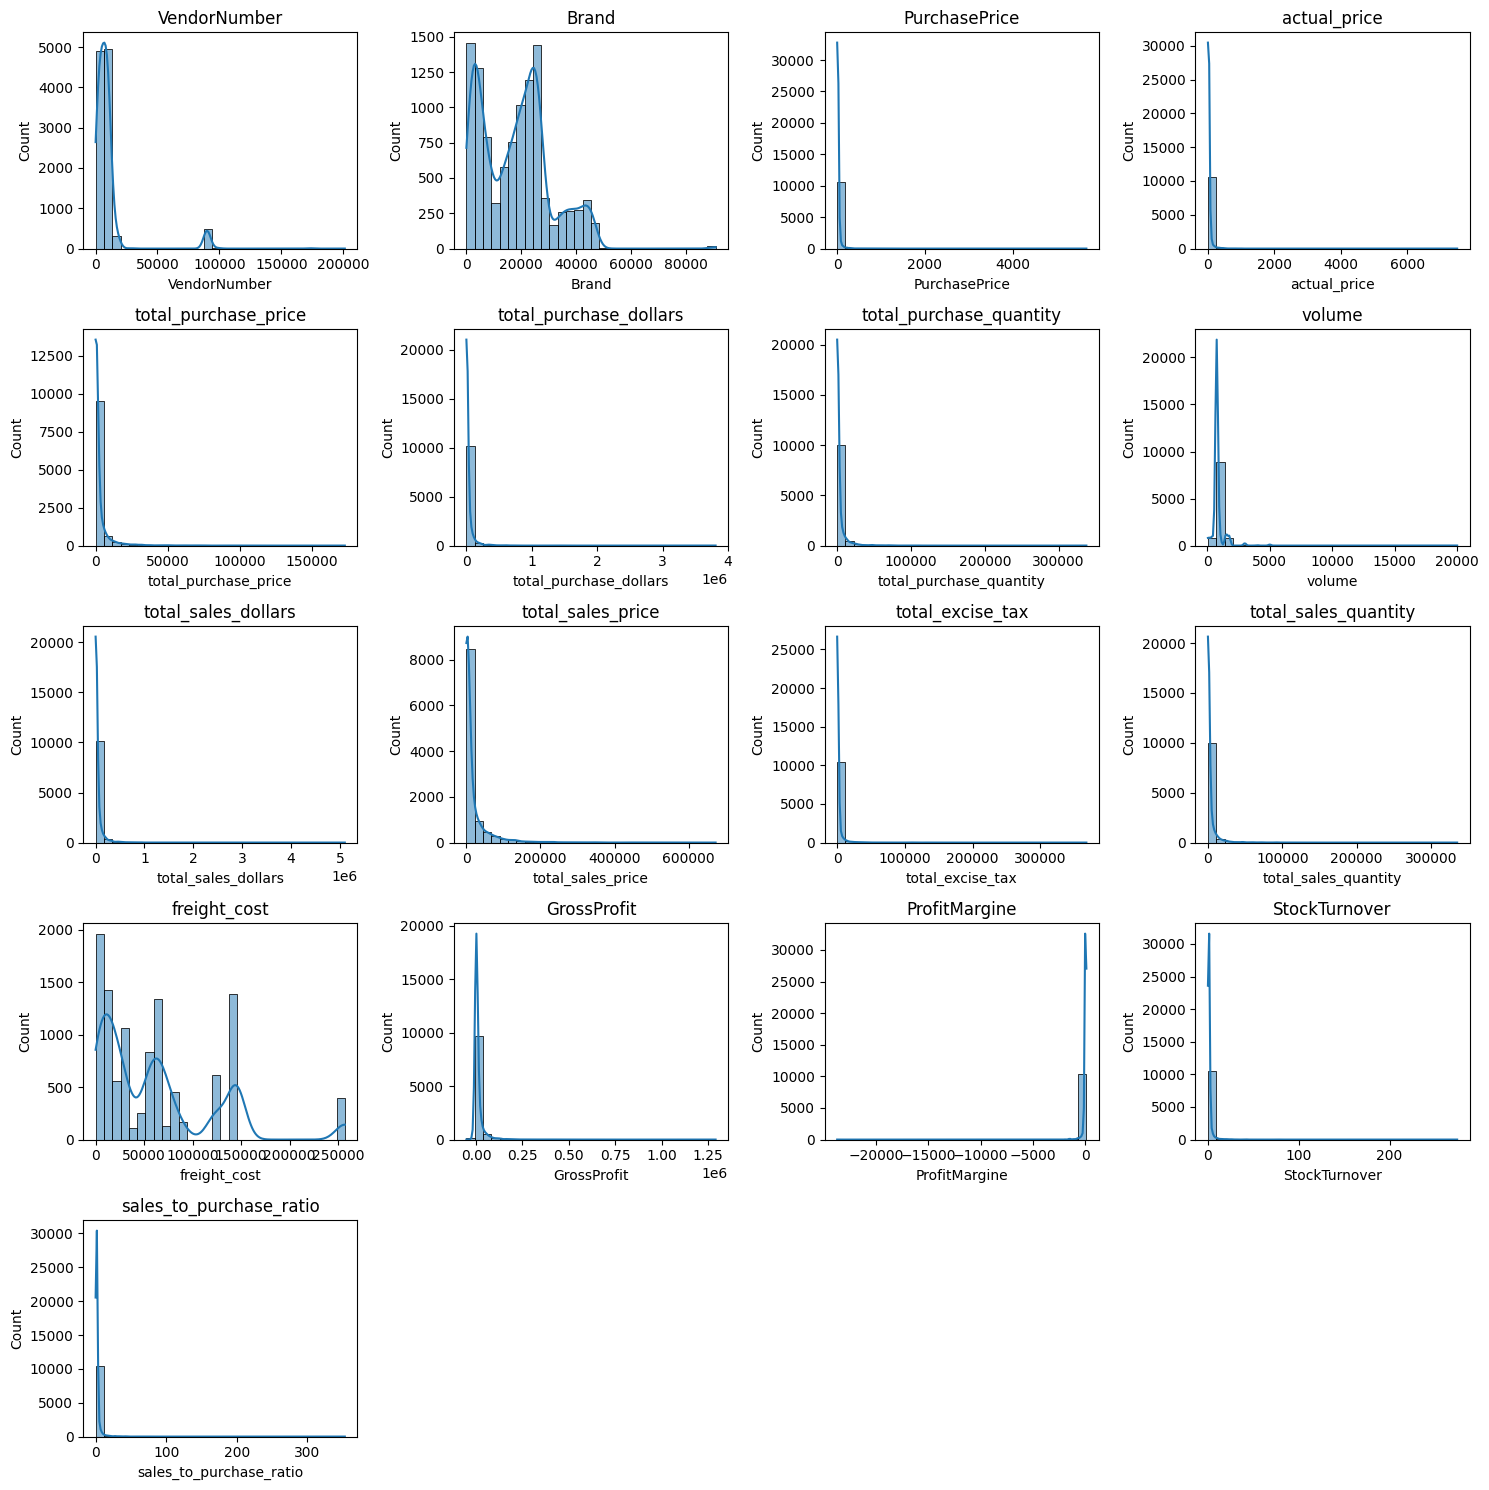 VendorNumber
Count
5000
4000
3000
2000
1000
0
0 50000 100000 150000 200000
VendorNumber
Brand
Count
1500
1250
1000
750
500
250
0
0 20000 40000 60000 80000
Brand
PurchasePrice
Count
30000
25000
20000
15000
10000
5000
0
0 2000 4000
PurchasePrice
actual_price
Count
30000
25000
20000
15000
10000
5000
0
0 2000 4000 6000
actual_price
total_purchase_price
Count
12500
10000
7500
5000
2500
0
0 50000 100000 150000
total_purchase_price
total_purchase_dollars
Count
20000
15000
10000
5000
0
0 1 2 3 4
1e6
total_purchase_dollars
total_purchase_quantity
Count
20000
15000
10000
5000
0
0 100000 200000 300000
total_purchase_quantity
volume
Count
20000
15000
10000
5000
0
0 5000 10000 15000 20000
volume
total_sales_dollars
Count
20000
15000
10000
5000
0
0 1 2 3 4 5
1e6
total_sales_dollars
total_sales_price
Count
8000
6000
4000
2000
0
0 200000 400000 600000
total_sales_price
total_excise_tax
Count
25000
20000
15000
10000
5000
0
0 100000 200000 300000
total_excise_tax
total_sales_quantity
Count
20000
15000
10000
5000
0
0 100000 200000 300000
total_sales_quantity
freight_cost
Count
2000
1500
1000
500
0
0 50000 100000 150000 200000 250000
freight_cost
GrossProfit
Count
20000
15000
10000
5000
0
0.00 0.25 0.50 0.75 1.00 1.25
1e6
GrossProfit
ProfitMargine
Count
30000
25000
20000
15000
10000
5000
0
−20000 −15000 −10000 −5000 0
ProfitMargine
StockTurnover
Count
30000
25000
20000
15000
10000
5000
0
0 100 200
StockTurnover
sales_to_purchase_ratio
Count
30000
25000
20000
15000
10000
5000
0
0 100 200 300
sales_to_purchase_ratio